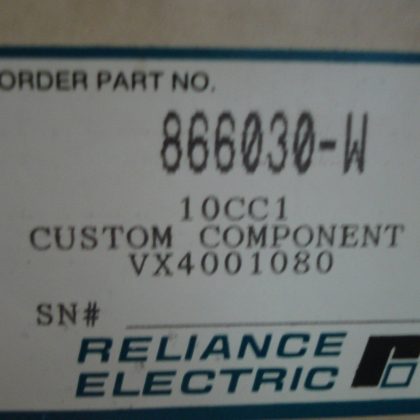 ORDER PART NO.
866030-W
10CC1
CUSTOM COMPONENT
VX4001080
SN#
RELIANCE
ELECTRIC